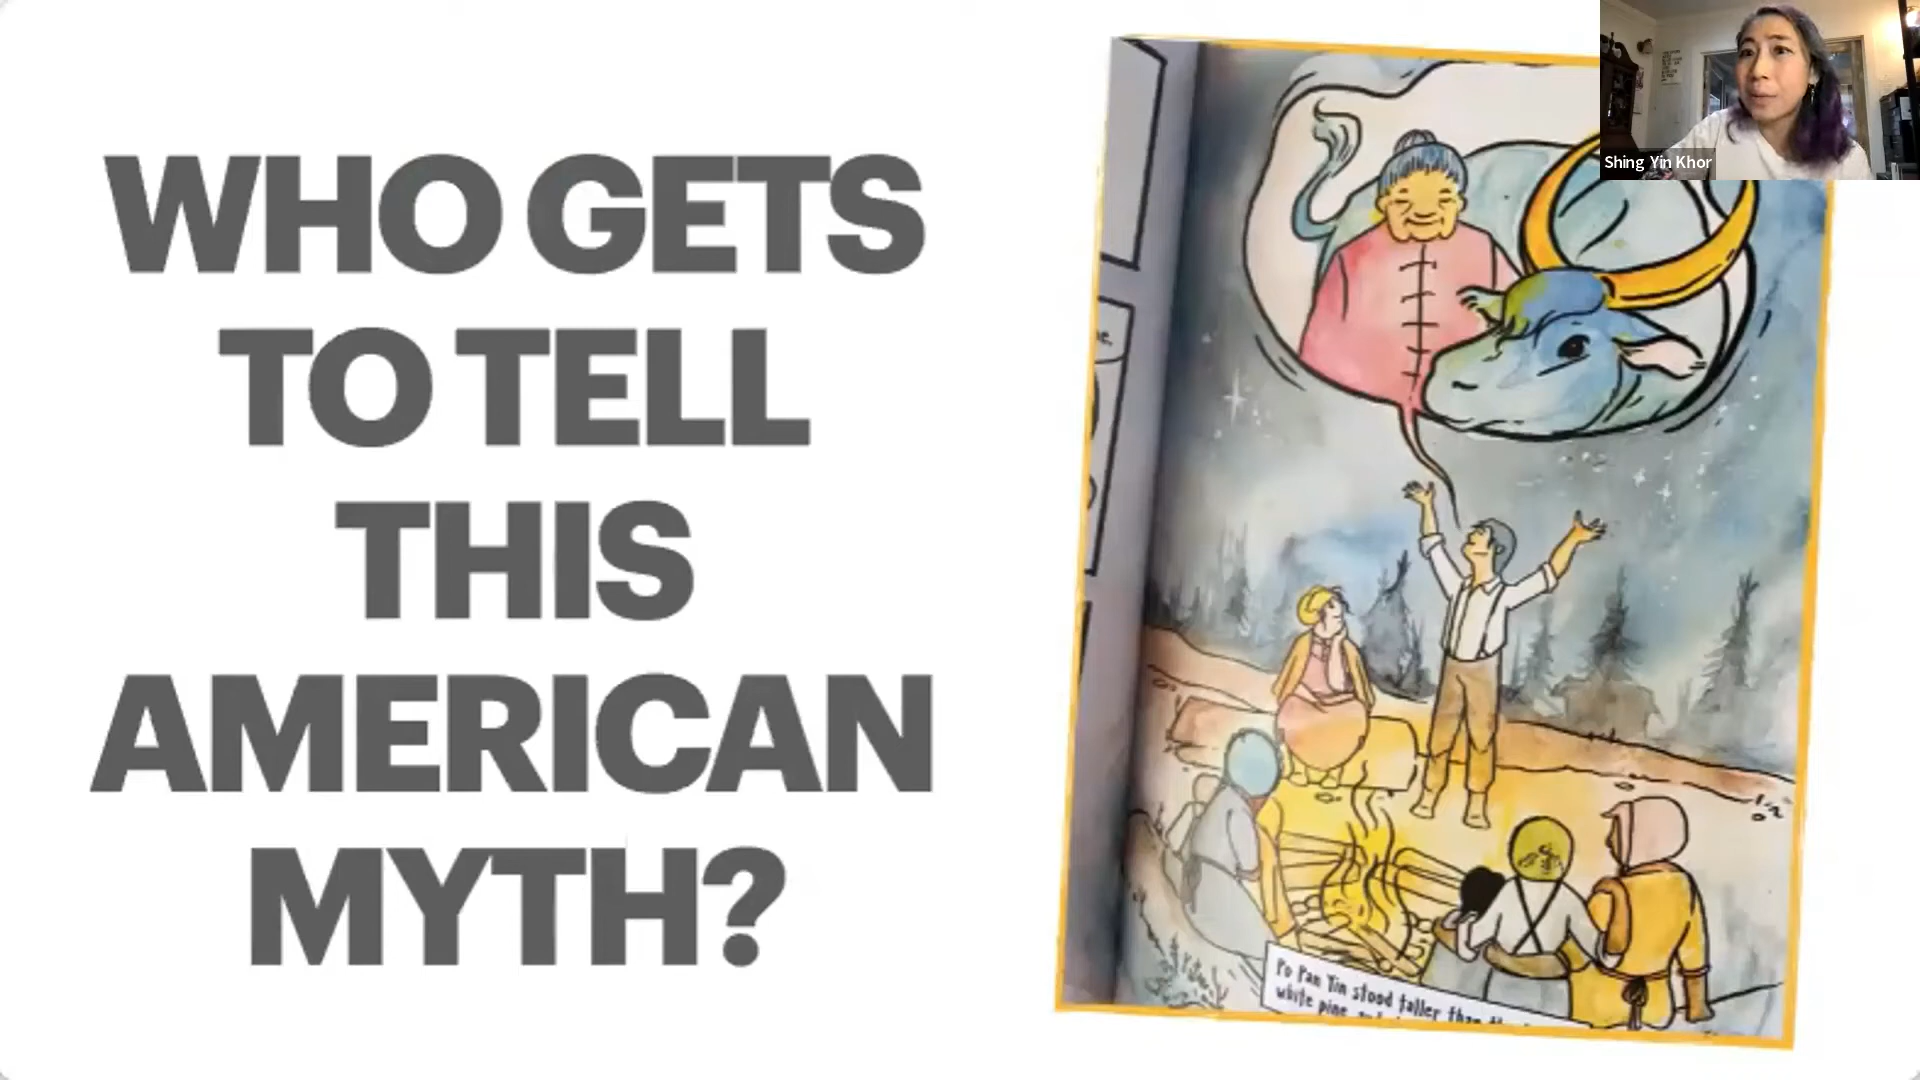 WHO GETS
TO TELL
THIS
AMERICAN
MYTH?
Shing Yin Khor
Po Pan Yin stood taller than
white pine